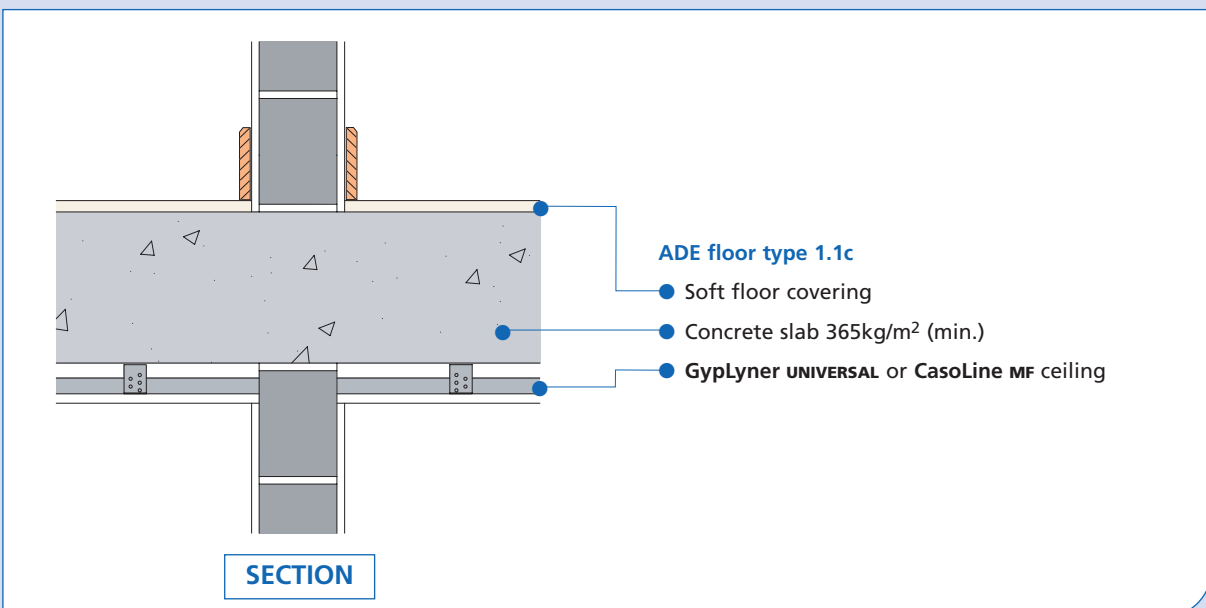 ADE floor type 1.1c
Soft floor covering
Concrete slab 365kg/m² (min.)
GypLyner UNIVERSAL or CasoLine MF ceiling
SECTION